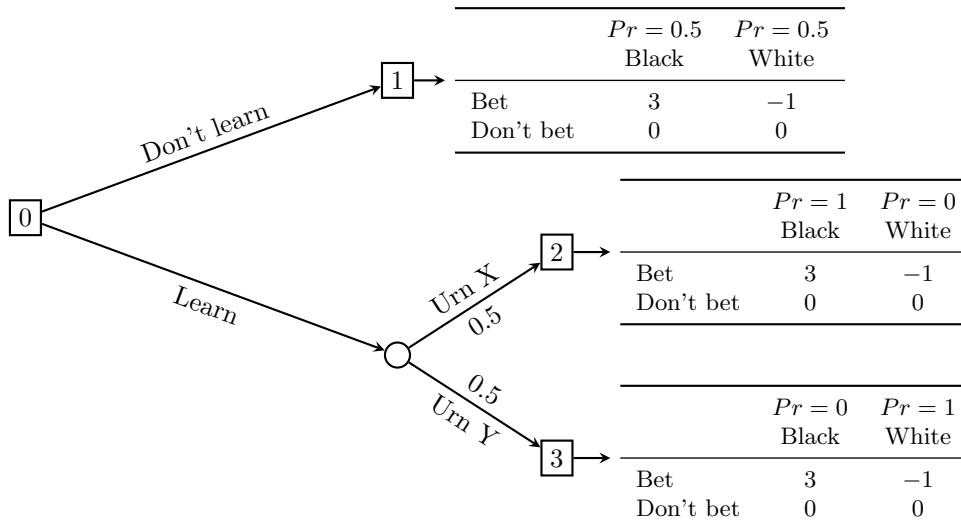 Pr = 0.5 Pr = 0.5
Black White
1
Bet 3 −1
Don't bet 0 0
Don't learn
0
Pr = 1 Pr = 0
Black White
2
Bet 3 −1
Don't bet 0 0
Urn X
0.5
Learn
0.5
Urn Y
Pr = 0 Pr = 1
Black White
3
Bet 3 −1
Don't bet 0 0